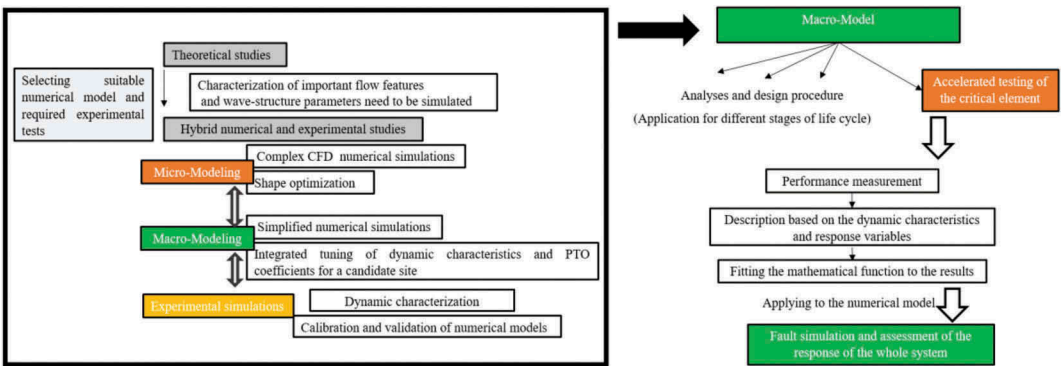 Theoretical studies
Selecting suitable
numerical model and
required experimental
tests
Characterization of important flow features
and wave-structure parameters need to be simulated
Hybrid numerical and experimental studies
Complex CFD numerical simulations
Micro-Modeling
Shape optimization
Simplified numerical simulations
Macro-Modeling
Integrated tuning of dynamic characteristics and PTO
coefficients for a candidate site
Experimental simulations
Dynamic characterization
Calibration and validation of numerical models
Macro-Model
Analyses and design procedure
(Application for different stages of life cycle)
Accelerated testing of
the critical element
Performance measurement
Description based on the dynamic characteristics
and response variables
Fitting the mathematical function to the results
Applying to the numerical model
Fault simulation and assessment of the
response of the whole system